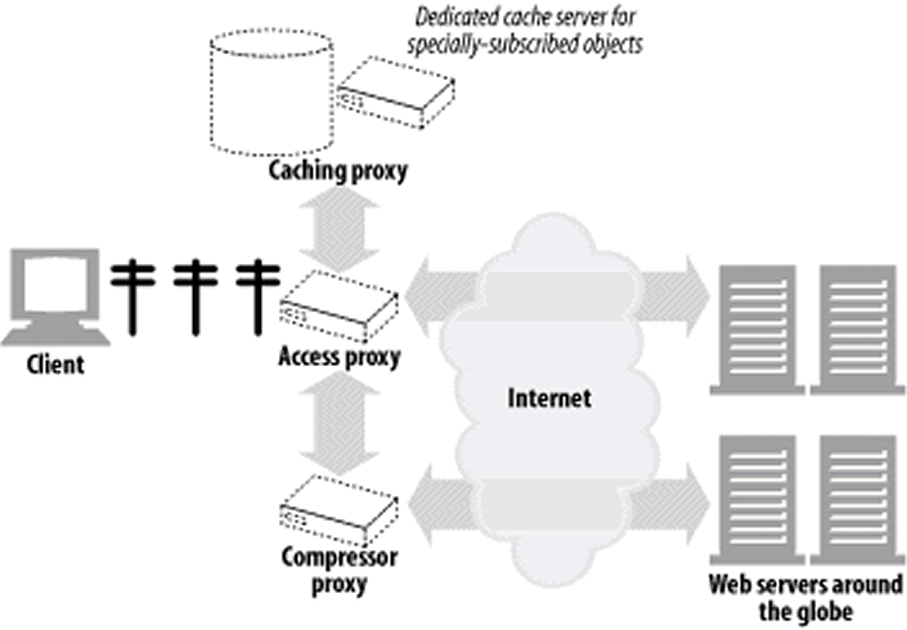 Dedicated cache server for
specially-subscribed objects
Caching proxy
Client
Access proxy
Internet
Compressor
proxy
Web servers around
the globe